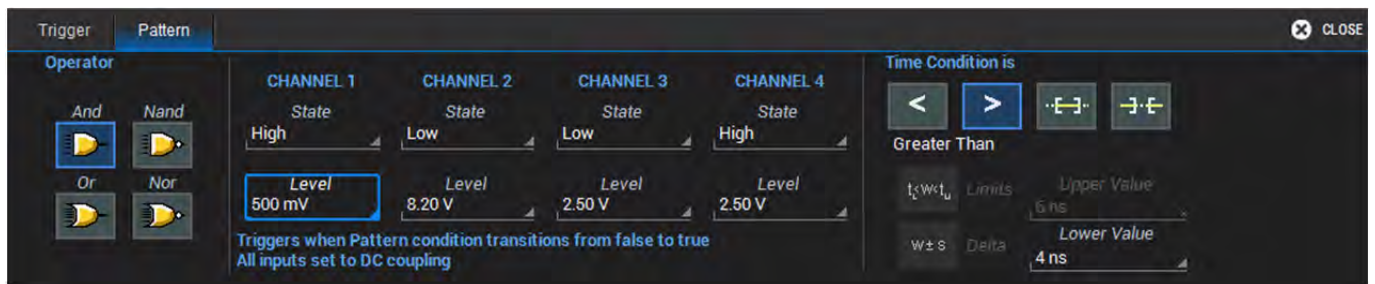 Trigger Pattern CLOSE
Operator
And Nand
Or Nor
CHANNEL 1 CHANNEL 2 CHANNEL 3 CHANNEL 4
State State State State
High Low Low High
Level Level Level Level
500 mV 8.20 V 2.50 V 2.50 V
Triggers when Pattern condition transitions from false to true
All inputs set to DC coupling
Time Condition is
< >
Greater Than
tL<w<tu Limits Upper Value
6 ns
w±s Delta Lower Value
4 ns